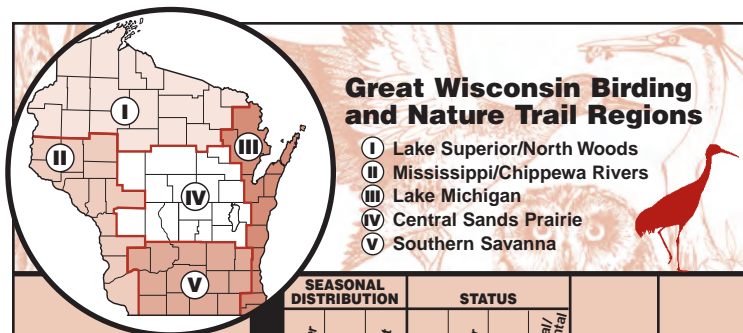 Great Wisconsin Birding
and Nature Trail Regions
I Lake Superior/North Woods
II Mississippi/Chippewa Rivers
III Lake Michigan
IV Central Sands Prairie
V Southern Savanna
I
II
III
IV
V
SEASONAL
DISTRIBUTION
STATUS